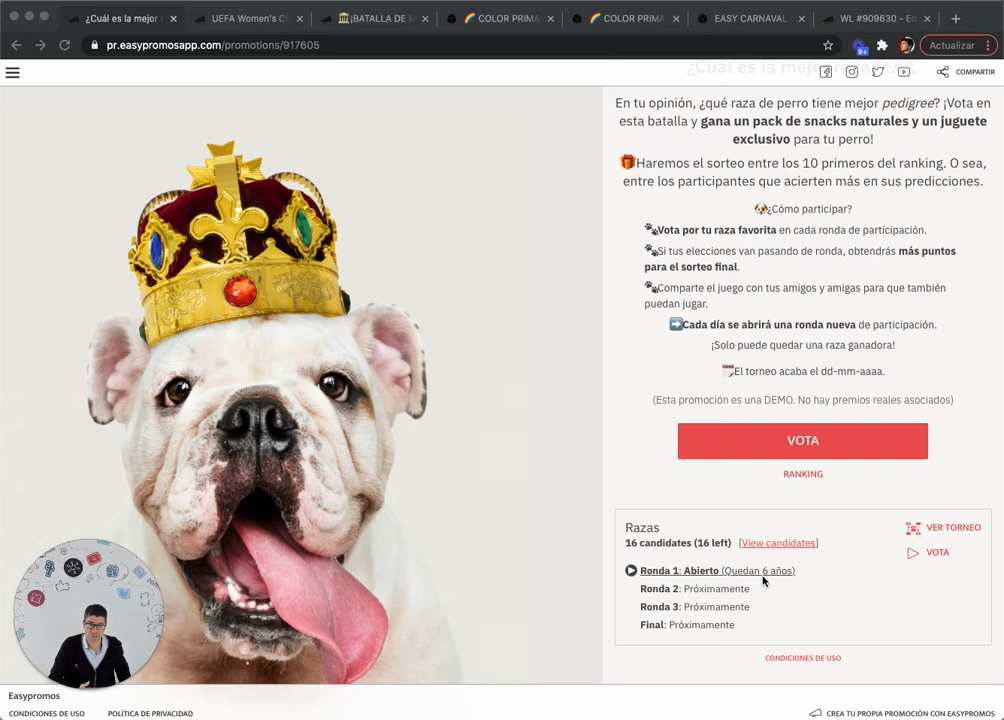 ¿Cuál es la mejor
UEFA Women's C
¡BATALLA DE M
COLOR PRIMA
COLOR PRIMA
EASY CARNAVAL
WL #909630 - Ed
pr.easypromosapp.com/promotions/917605
9+
Actualizar
¿Cuál es la mejor raza?
COMPARTIR
En tu opinión, ¿qué raza de perro tiene mejor pedigree? ¡Vota en
esta batalla y gana un pack de snacks naturales y un juguete
exclusivo para tu perro!
🎁Haremos el sorteo entre los 10 primeros del ranking. O sea,
entre los participantes que acierten más en sus predicciones.
🐶¿Cómo participar?
🐾Vota por tu raza favorita en cada ronda de participación.
🐾Si tus elecciones van pasando de ronda, obtendrás más puntos
para el sorteo final.
🐾Comparte el juego con tus amigos y amigas para que también
puedan jugar.
➡️Cada día se abrirá una ronda nueva de participación.
¡Solo puede quedar una raza ganadora!
🗓️El torneo acaba el dd-mm-aaaa.
(Esta promoción es una DEMO. No hay premios reales asociados)
VOTA
RANKING
Razas
16 candidates (16 left) [View candidates]
VER TORNEO
VOTA
Ronda 1: Abierto (Quedan 6 años)
Ronda 2: Próximamente
Ronda 3: Próximamente
Final: Próximamente
CONDICIONES DE USO
Easypromos
CONDICIONES DE USO
POLÍTICA DE PRIVACIDAD
CREA TU PROPIA PROMOCIÓN CON EASYPROMOS